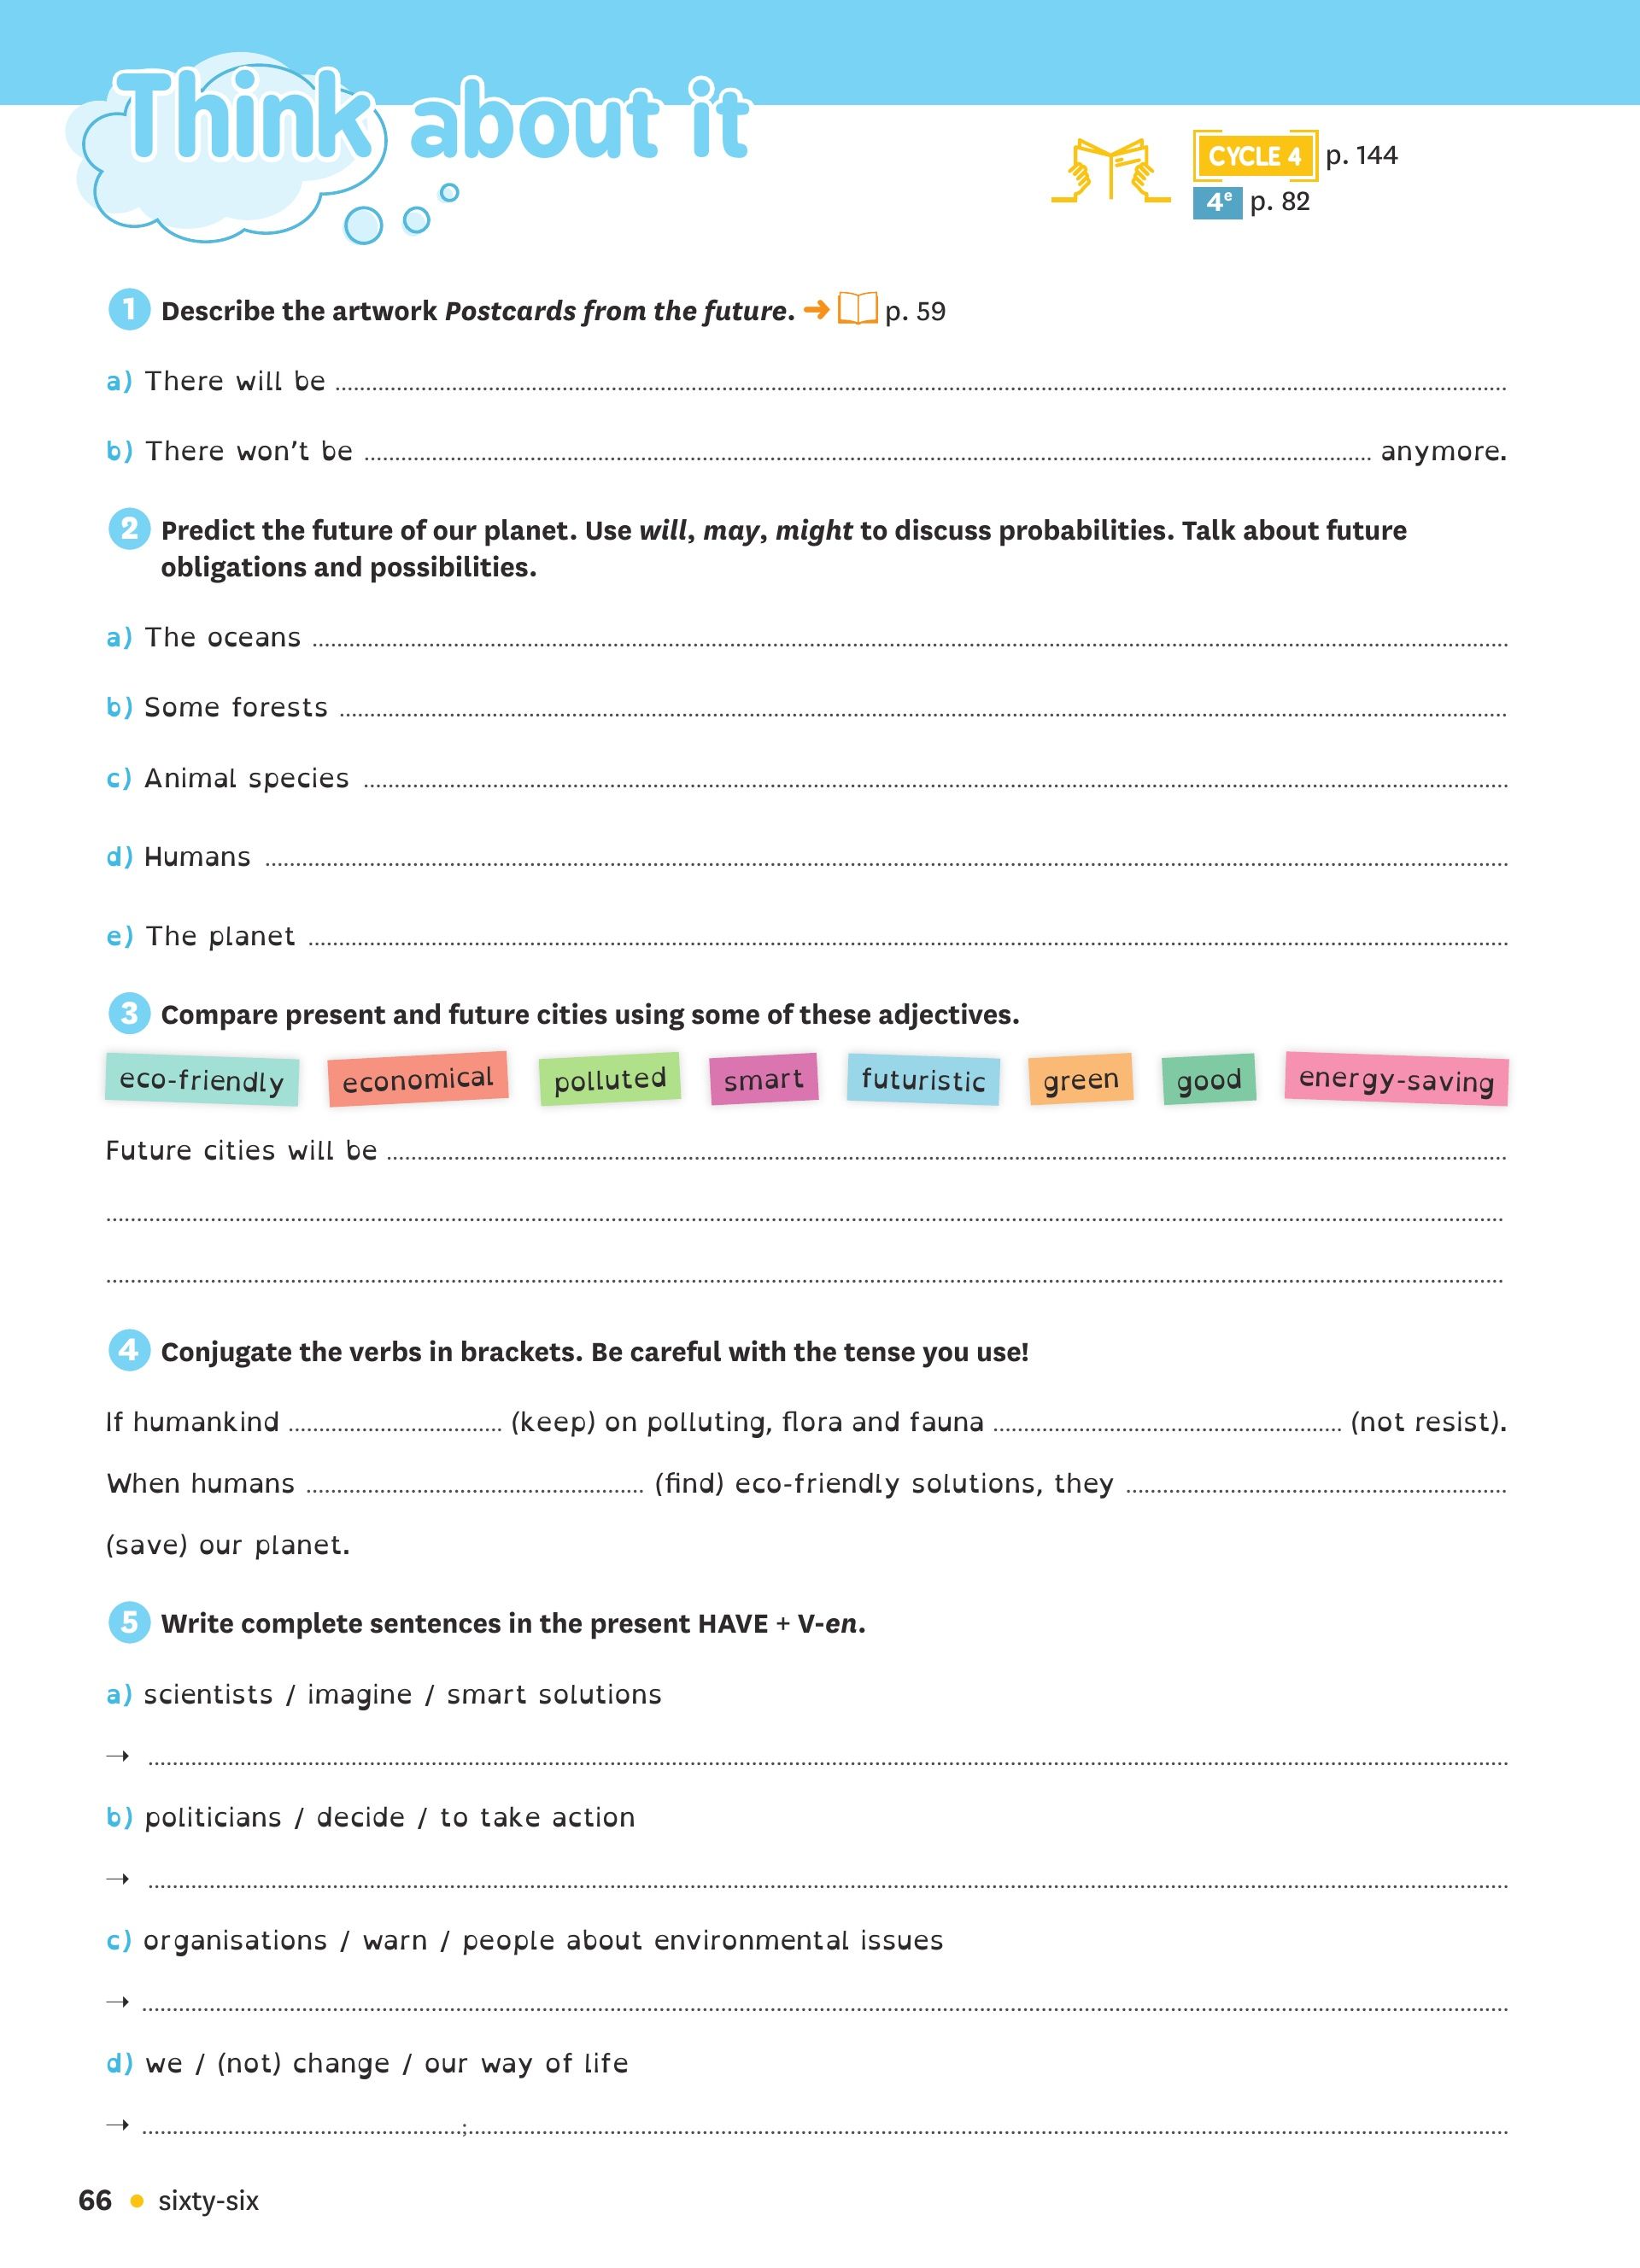 Think about it
CYCLE 4 p. 144
4e p. 82
1 Describe the artwork Postcards from the future. ➜ p. 59
a) There will be
b) There won't be anymore.
2 Predict the future of our planet. Use will, may, might to discuss probabilities. Talk about future
obligations and possibilities.
a) The oceans
b) Some forests
c) Animal species
d) Humans
e) The planet
3 Compare present and future cities using some of these adjectives.
eco-friendly economical polluted smart futuristic green good energy-saving
Future cities will be
4 Conjugate the verbs in brackets. Be careful with the tense you use!
If humankind (keep) on polluting, flora and fauna (not resist).
When humans (find) eco-friendly solutions, they
(save) our planet.
5 Write complete sentences in the present HAVE + V-en.
a) scientists / imagine / smart solutions
→
b) politicians / decide / to take action
→
c) organisations / warn / people about environmental issues
→
d) we / (not) change / our way of life
→ ;
66 • sixty-six